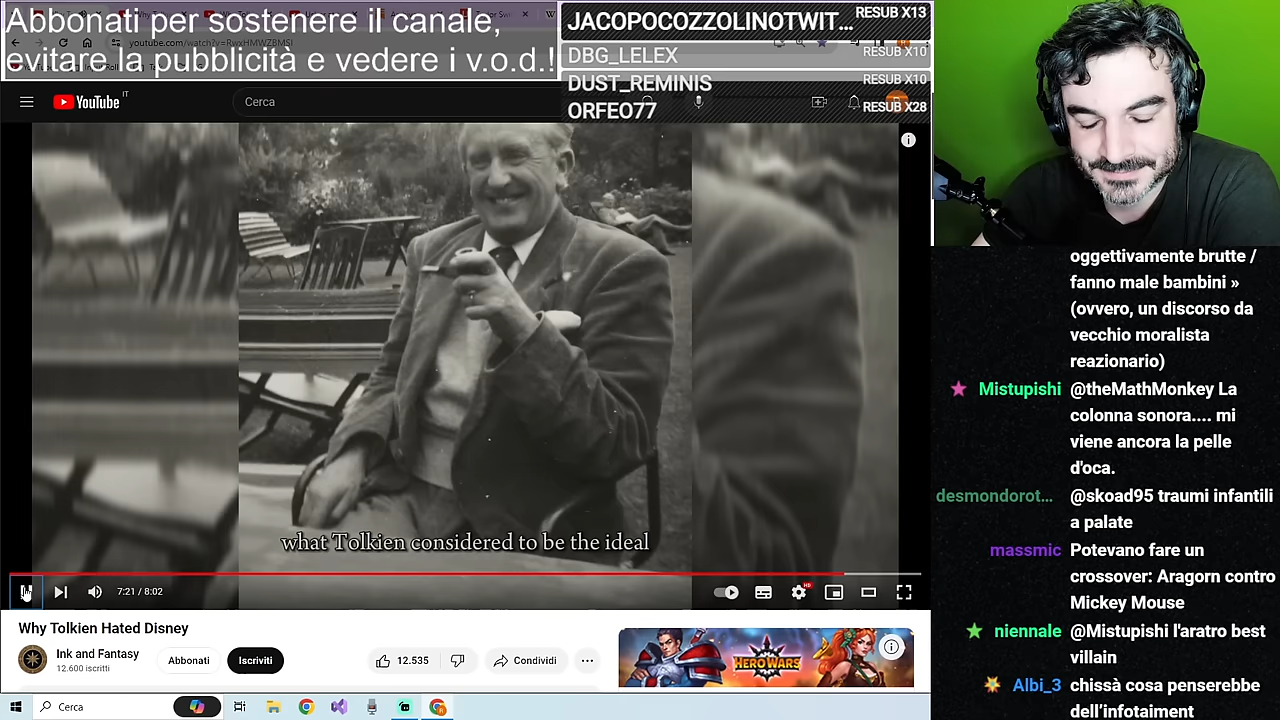 Abbonati per sostenere il canale,
evitare la pubblicità e vedere i v.o.d.!
JACOPOCOZZOLINOTWIT...
RESUB X13
DBG_LELEX
RESUB X10
DUST_REMINIS
RESUB X10
ORFEO77
RESUB X28
YouTube IT
Cerca
what Tolkien considered to be the ideal
7:21 / 8:02
HD
Why Tolkien Hated Disney
Ink and Fantasy
12.600 iscritti
Abbonati
Iscriviti
12.535
Condividi
HERO WARS
Cerca
oggettivamente brutte /
fanno male bambini »
(ovvero, un discorso da
vecchio moralista
reazionario)
Mistupishi @theMathMonkey La
colonna sonora.... mi
viene ancora la pelle
d'oca.
desmondorot... @skoad95 traumi infantili
a palate
massmic Potevano fare un
crossover: Aragorn contro
Mickey Mouse
niennale @Mistupishi l'aratro best
villain
Albi_3 chissà cosa penserebbe
dell'infotaiment